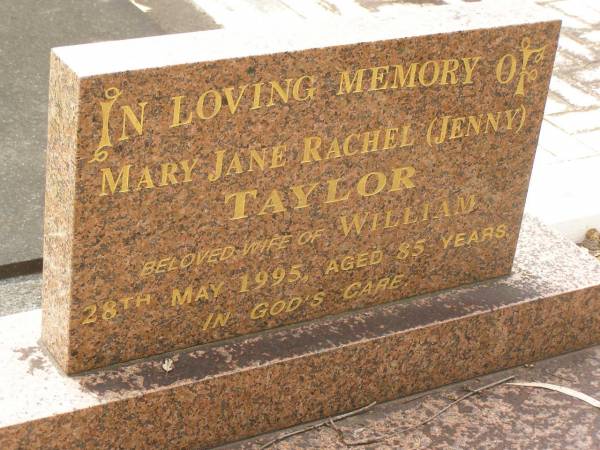 IN LOVING MEMORY OF
MARY JANE RACHEL (JENNY)
TAYLOR
BELOVED WIFE OF WILLIAM
28TH MAY 1995, AGED 85 YEARS.
IN GOD'S CARE.